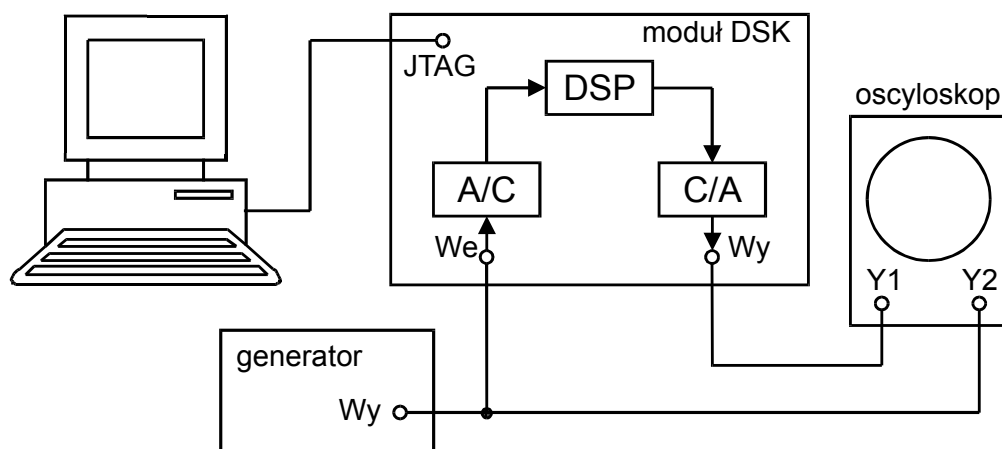 moduł DSK
JTAG
DSP
oscyloskop
A/C
C/A
We
Wy
Y1
Y2
generator
Wy